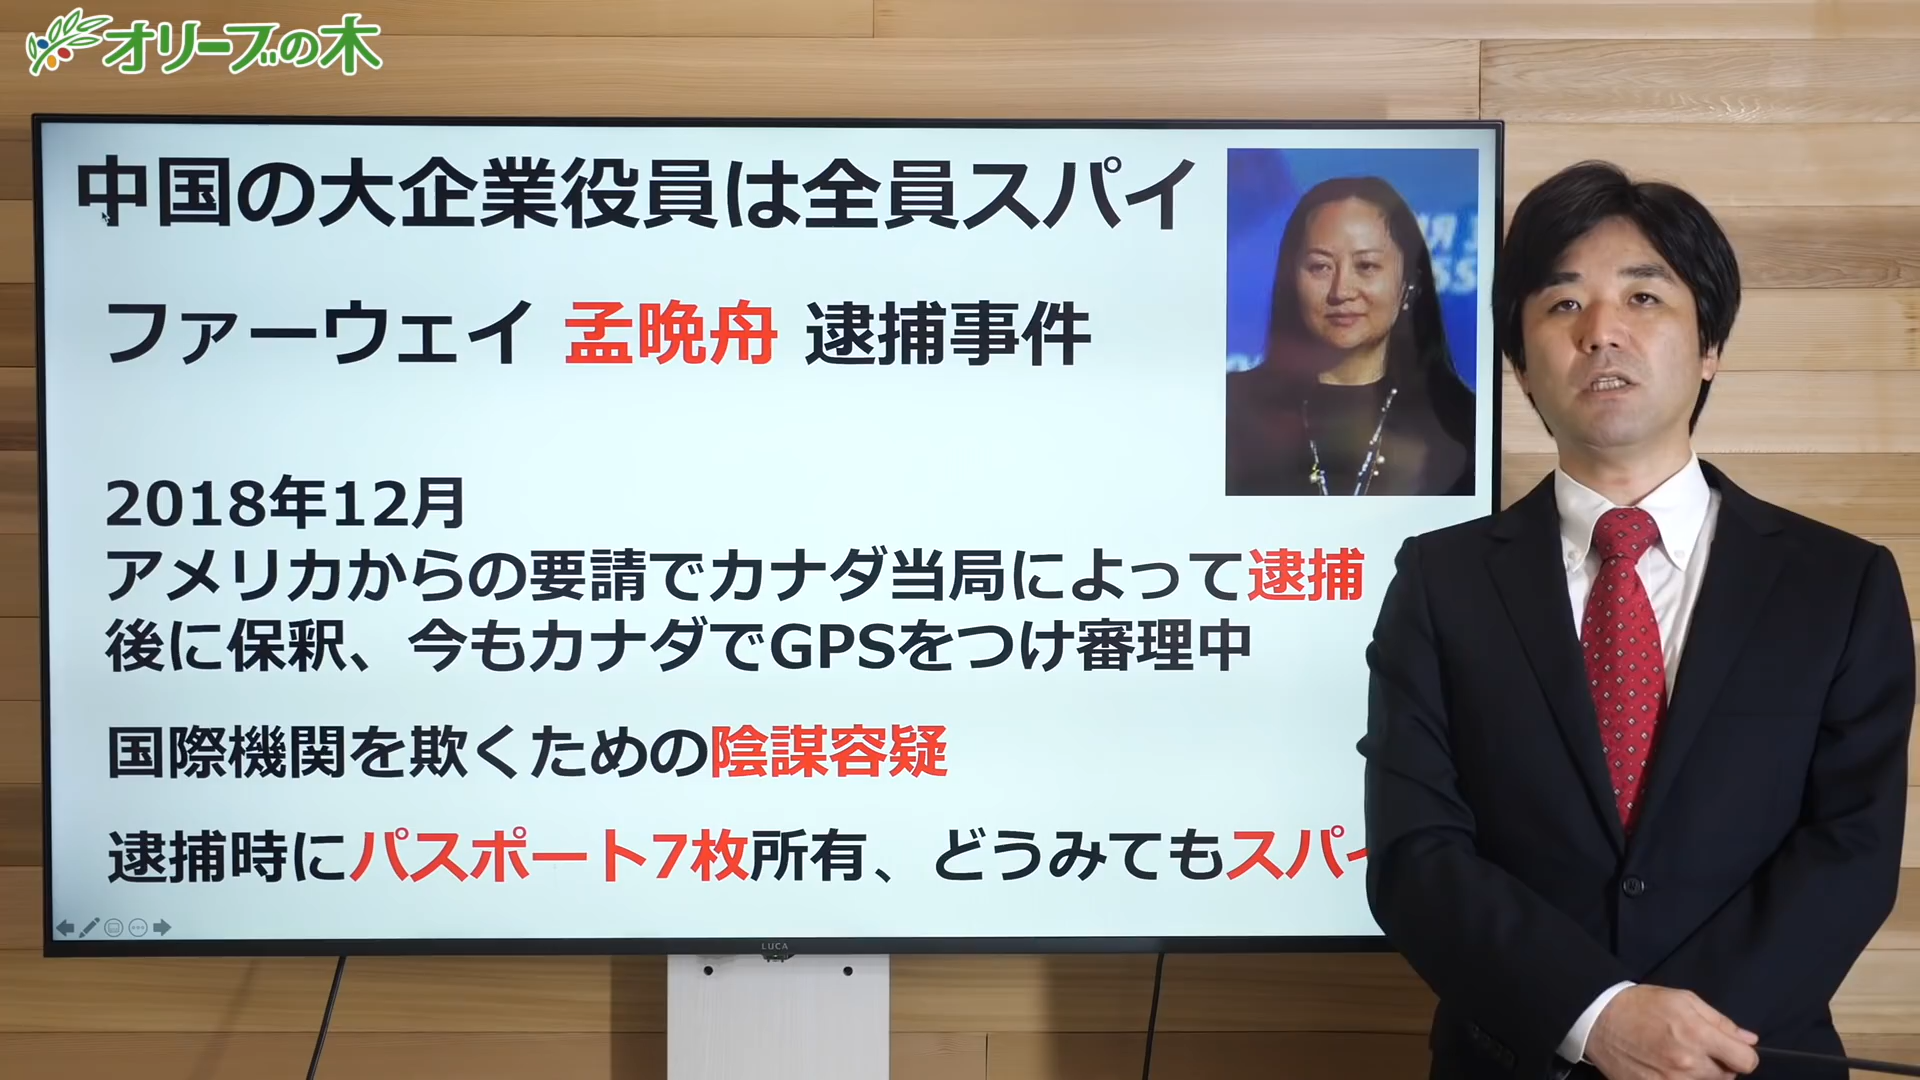 オリーブの木
中国の大企業役員は全員スパイ
ファーウェイ 孟晩舟 逮捕事件
2018年12月
アメリカからの要請でカナダ当局によって逮捕
後に保釈、今もカナダでGPSをつけ審理中
国際機関を欺くための陰謀容疑
逮捕時にパスポート7枚所有、どうみてもスパイ
LUCA